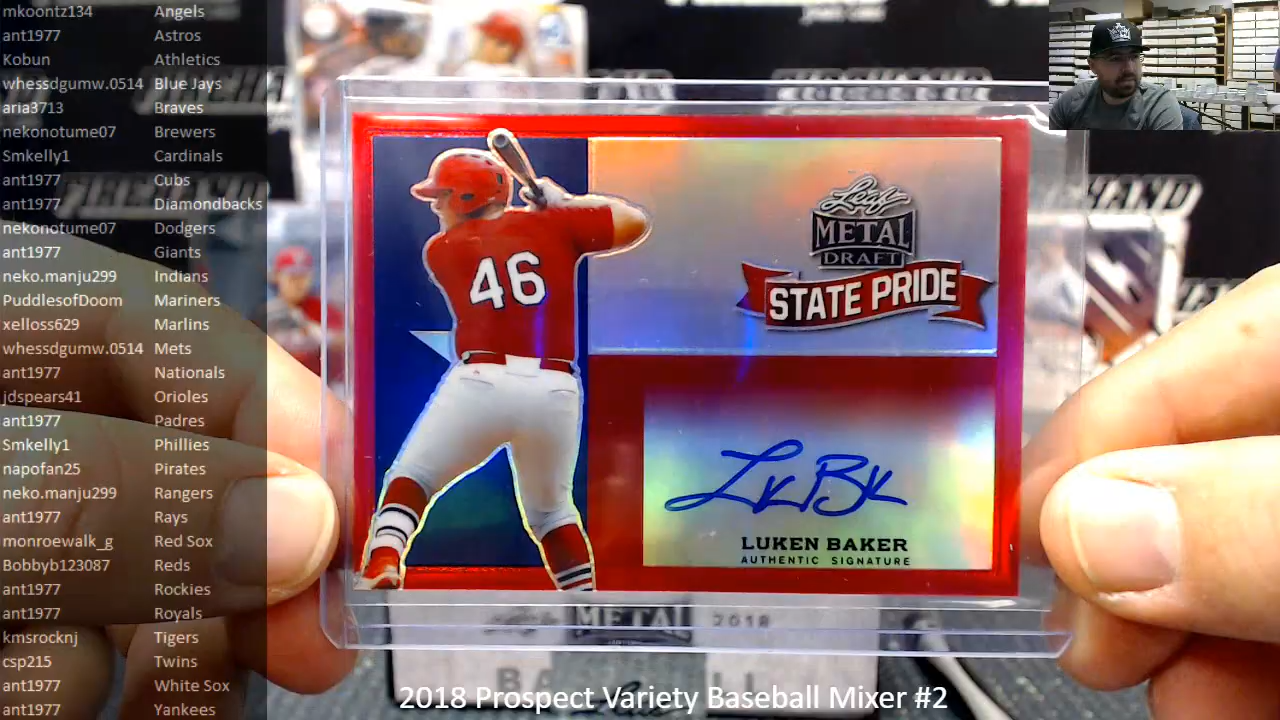 mkoontz134 Angels
ant1977 Astros
Kobun Athletics
whessdgumw.0514 Blue Jays
aria3713 Braves
nekonotume07 Brewers
Smkelly1 Cardinals
ant1977 Cubs
ant1977 Diamondbacks
nekonotume07 Dodgers
ant1977 Giants
neko.manju299 Indians
PuddlesofDoom Mariners
xelloss629 Marlins
whessdgumw.0514 Mets
ant1977 Nationals
jdspears41 Orioles
ant1977 Padres
Smkelly1 Phillies
napofan25 Pirates
neko.manju299 Rangers
ant1977 Rays
monroewalk_g Red Sox
Bobbyb123087 Reds
ant1977 Rockies
ant1977 Royals
kmsrocknj Tigers
csp215 Twins
ant1977 White Sox
ant1977 Yankees
Leaf
METAL
DRAFT
STATE PRIDE
46
LUKEN BAKER
AUTHENTIC SIGNATURE
METAL 2018
2018 Prospect Variety Baseball Mixer #2